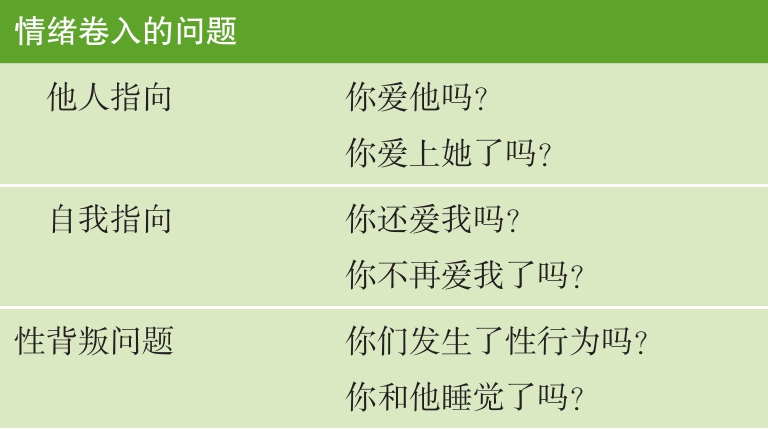 情绪卷入的问题
他人指向 你爱他吗?
你爱上她了吗?
自我指向 你还爱我吗?
你不再爱我了吗?
性背叛问题 你们发生了性行为吗?
你和他睡觉了吗?